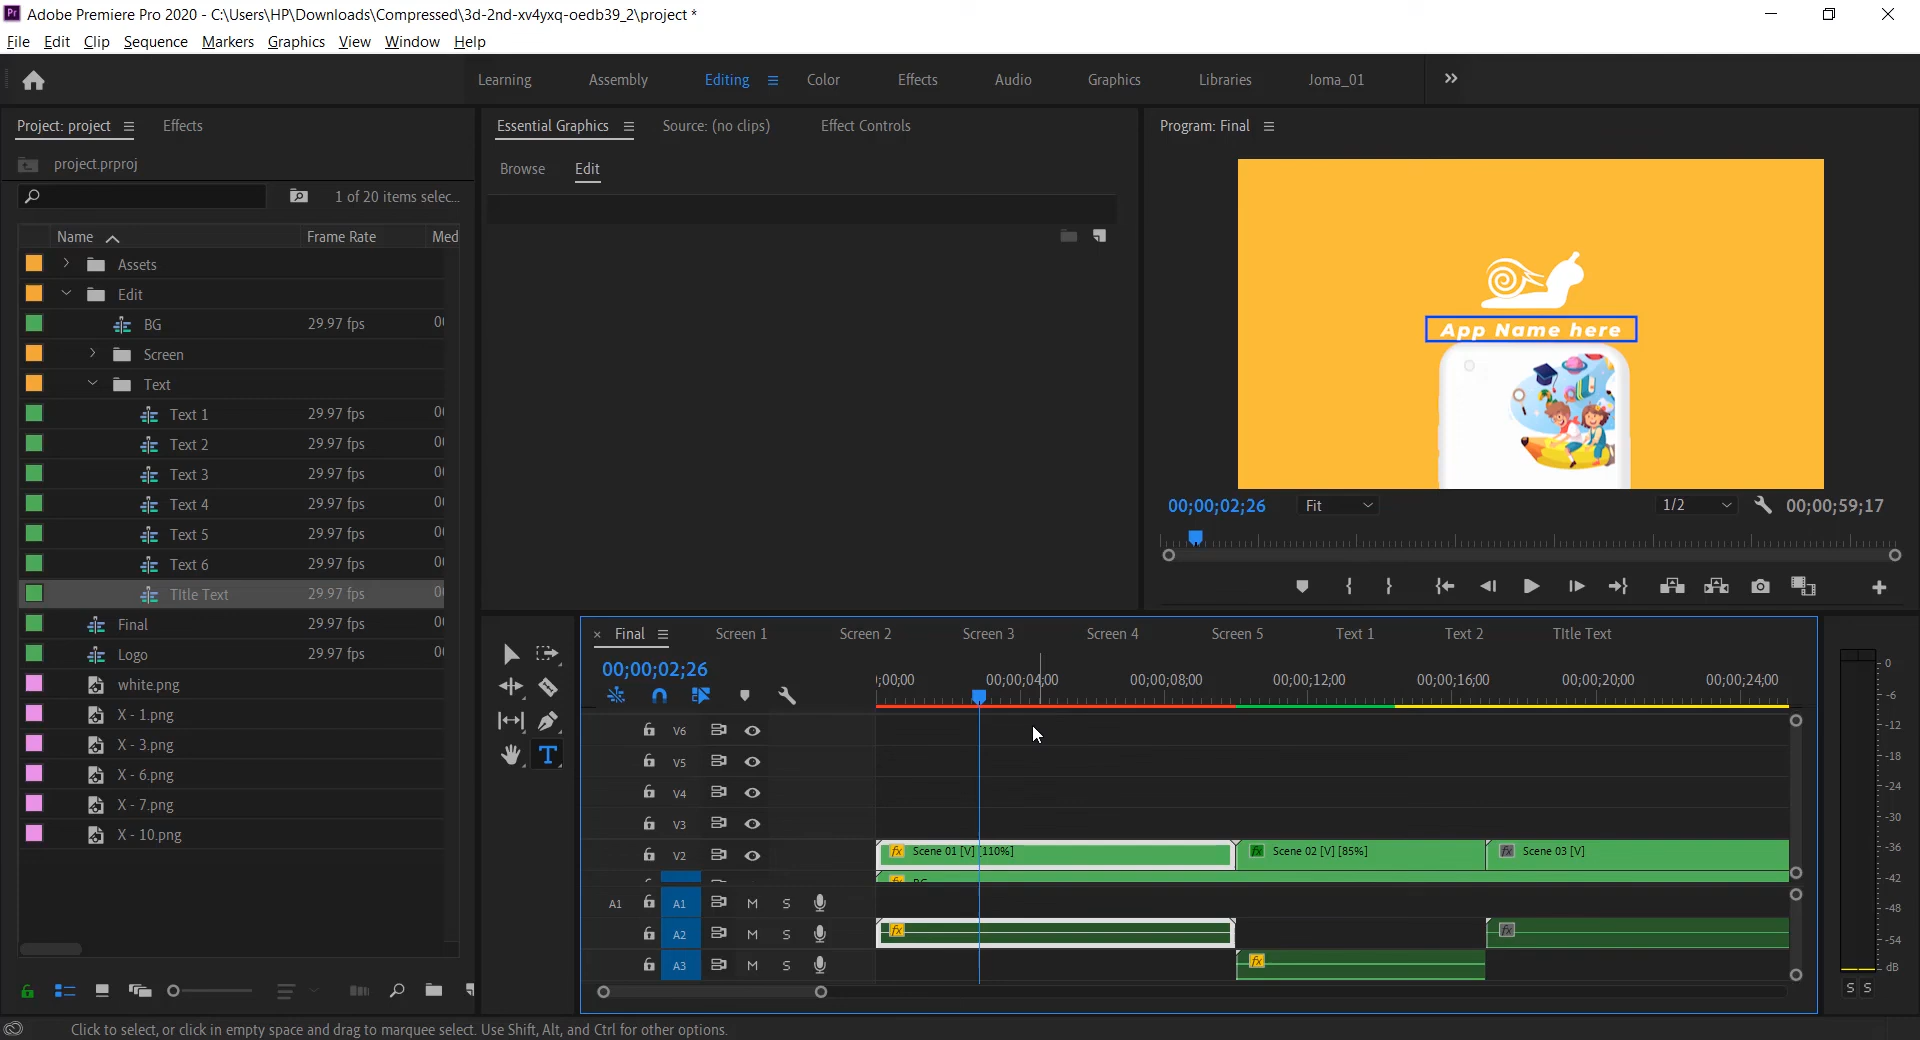 Pr Adobe Premiere Pro 2020 - C:\Users\HP\Downloads\Compressed\3d-2nd-xv4yxq-oedb39_2\project *
File Edit Clip Sequence Markers Graphics View Window Help
Learning Assembly Editing Color Effects Audio Graphics Libraries Joma_01
Project: project Effects
Essential Graphics Source: (no clips) Effect Controls
Program: Final
project.prproj
Browse Edit
1 of 20 items selec...
Name Frame Rate Med
Assets
Edit
BG 29.97 fps
Screen
Text
Text 1 29.97 fps
Text 2 29.97 fps
Text 3 29.97 fps
Text 4 29.97 fps
Text 5 29.97 fps
Text 6 29.97 fps
TItle Text 29.97 fps
Final 29.97 fps
Logo 29.97 fps
white.png
X - 1.png
X - 3.png
X - 6.png
X - 7.png
X - 10.png
App Name here
00;00;02;26 Fit 1/2 00;00;59;17
Final Screen 1 Screen 2 Screen 3 Screen 4 Screen 5 Text 1 Text 2 TItle Text
00;00;02;26
;00;00 00;00;04;00 00;00;08;00 00;00;12;00 00;00;16;00 00;00;20;00 00;00;24;00
V6
V5
V4
V3
V2 fx Scene 01 [V] [110%] fx Scene 02 [V] [85%] fx Scene 03 [V]
A1 A1 M S
A2 M S fx fx
A3 M S fx
0
-6
-12
-18
-24
-30
-36
-42
-48
-54
dB
S S
Click to select, or click in empty space and drag to marquee select. Use Shift, Alt, and Ctrl for other options.